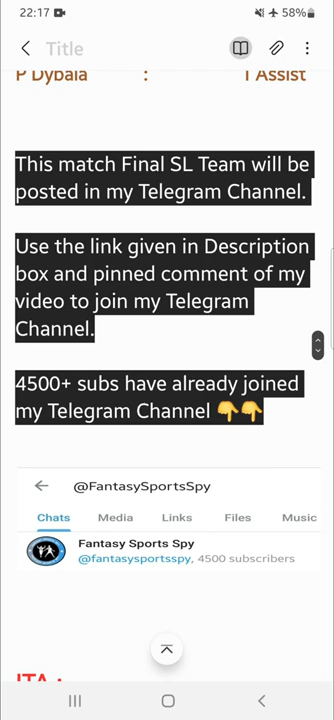 22:17 58%
Title
P Dybala : 1 Assist
This match Final SL Team will be
posted in my Telegram Channel.
Use the link given in Description
box and pinned comment of my
video to join my Telegram
Channel.
4500+ subs have already joined
my Telegram Channel 👇👇
@FantasySportsSpy
Chats Media Links Files Music
Fantasy Sports Spy
@fantasysportsspy, 4500 subscribers
ITA :